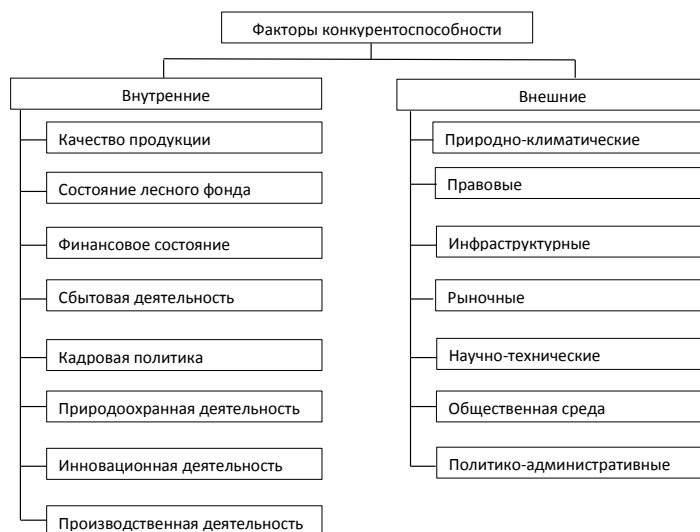 Факторы конкурентоспособности
Внутренние
Качество продукции
Состояние лесного фонда
Финансовое состояние
Сбытовая деятельность
Кадровая политика
Природоохранная деятельность
Инновационная деятельность
Производственная деятельность
Внешние
Природно-климатические
Правовые
Инфраструктурные
Рыночные
Научно-технические
Общественная среда
Политико-административные